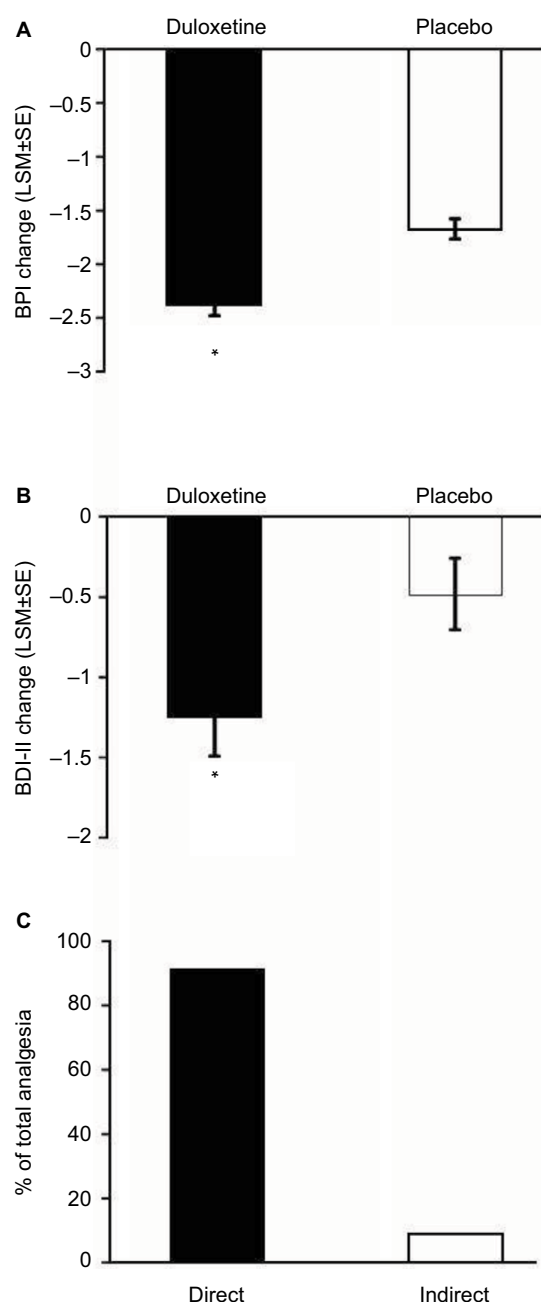 A
Duloxetine Placebo
BPI change (LSM±SE)
0
–0.5
–1
–1.5
–2
–2.5
–3
*
B
Duloxetine Placebo
BDI-II change (LSM±SE)
0
–0.5
–1
–1.5
–2
*
C
% of total analgesia
100
80
60
40
20
0
Direct Indirect